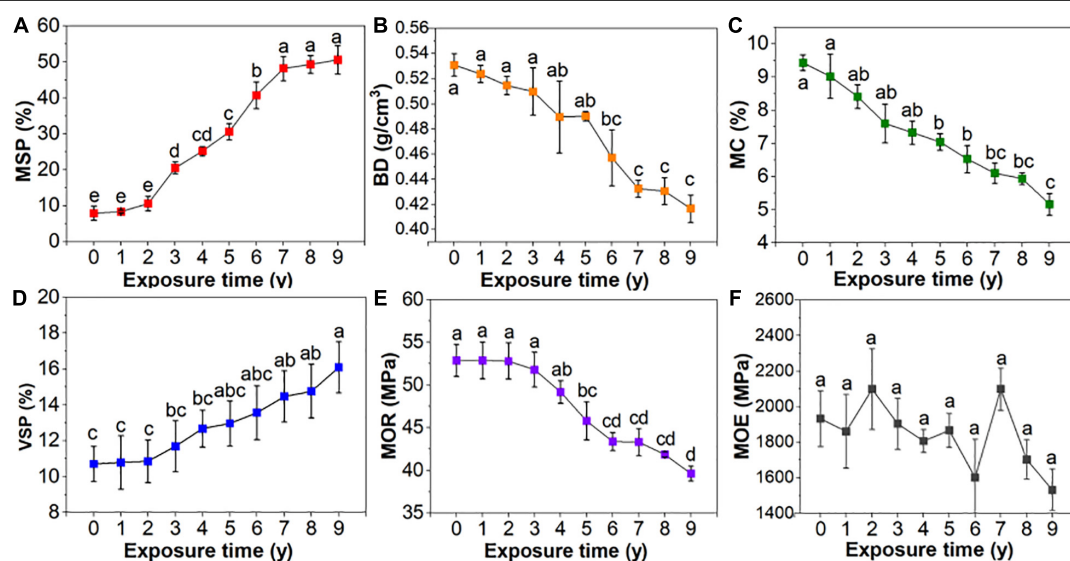 A
MSP (%)
60
50
40
30
20
10
0
e e e d cd c b a a a
0 1 2 3 4 5 6 7 8 9
Exposure time (y)
B
BD (g/cm³)
0.56
0.54
0.52
0.50
0.48
0.46
0.44
0.42
0.40
a a a a ab ab bc c c c
0 1 2 3 4 5 6 7 8 9
Exposure time (y)
C
MC (%)
10
9
8
7
6
5
4
a a ab ab ab b b bc bc c
0 1 2 3 4 5 6 7 8 9
Exposure time (y)
D
VSP (%)
20
18
16
14
12
10
8
c c c bc bc abc abc ab ab a
0 1 2 3 4 5 6 7 8 9
Exposure time (y)
E
MOR (MPa)
60
55
50
45
40
35
a a a a ab bc cd cd cd d
0 1 2 3 4 5 6 7 8 9
Exposure time (y)
F
MOE (MPa)
2600
2400
2200
2000
1800
1600
1400
a a a a a a a a a a
0 1 2 3 4 5 6 7 8 9
Exposure time (y)